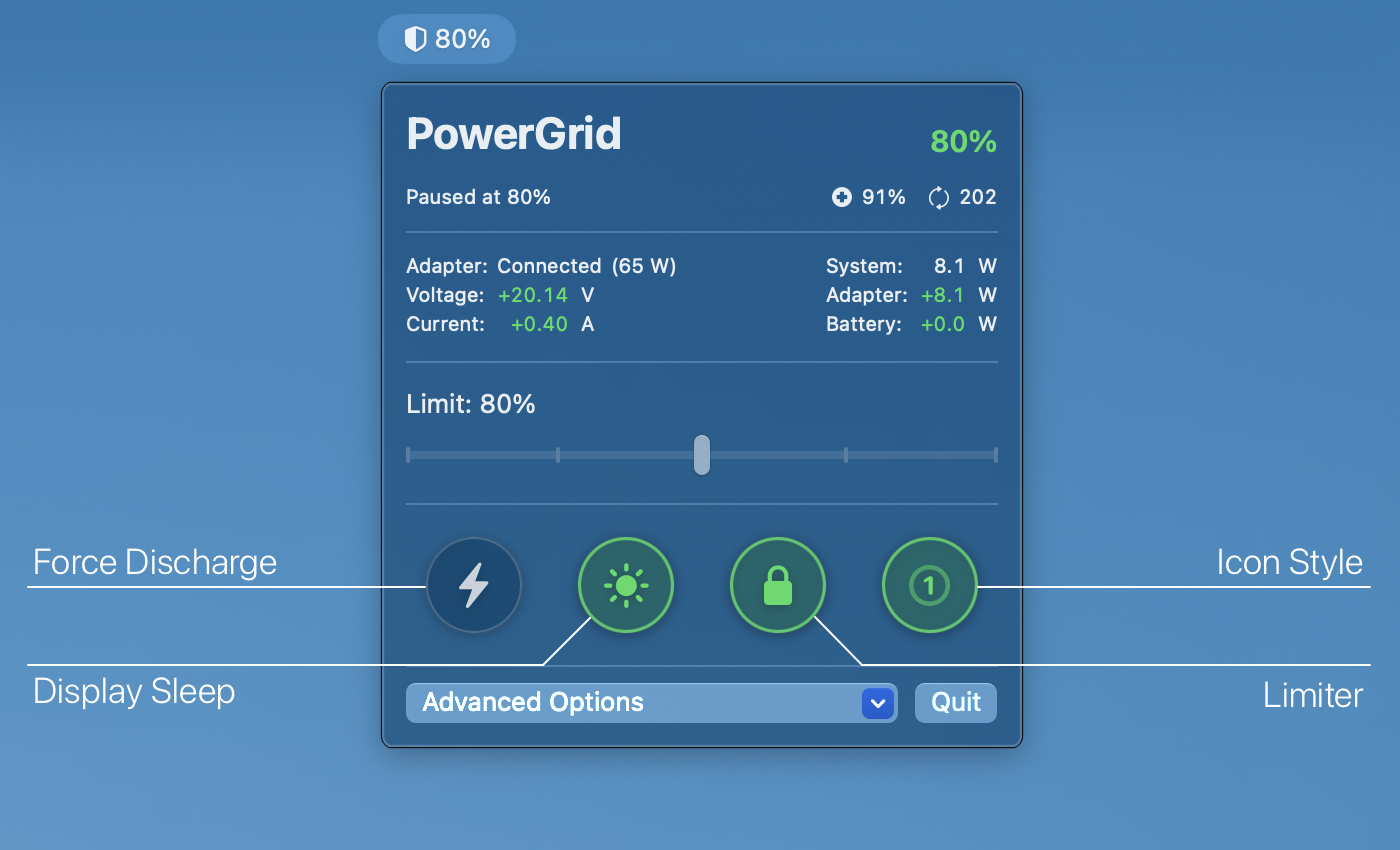 80%
PowerGrid
80%
Paused at 80%
91% 202
Adapter: Connected (65 W)
System: 8.1 W
Voltage: +20.14 V
Adapter: +8.1 W
Current: +0.40 A
Battery: +0.0 W
Limit: 80%
Force Discharge
Icon Style
1
Display Sleep
Limiter
Advanced Options
Quit